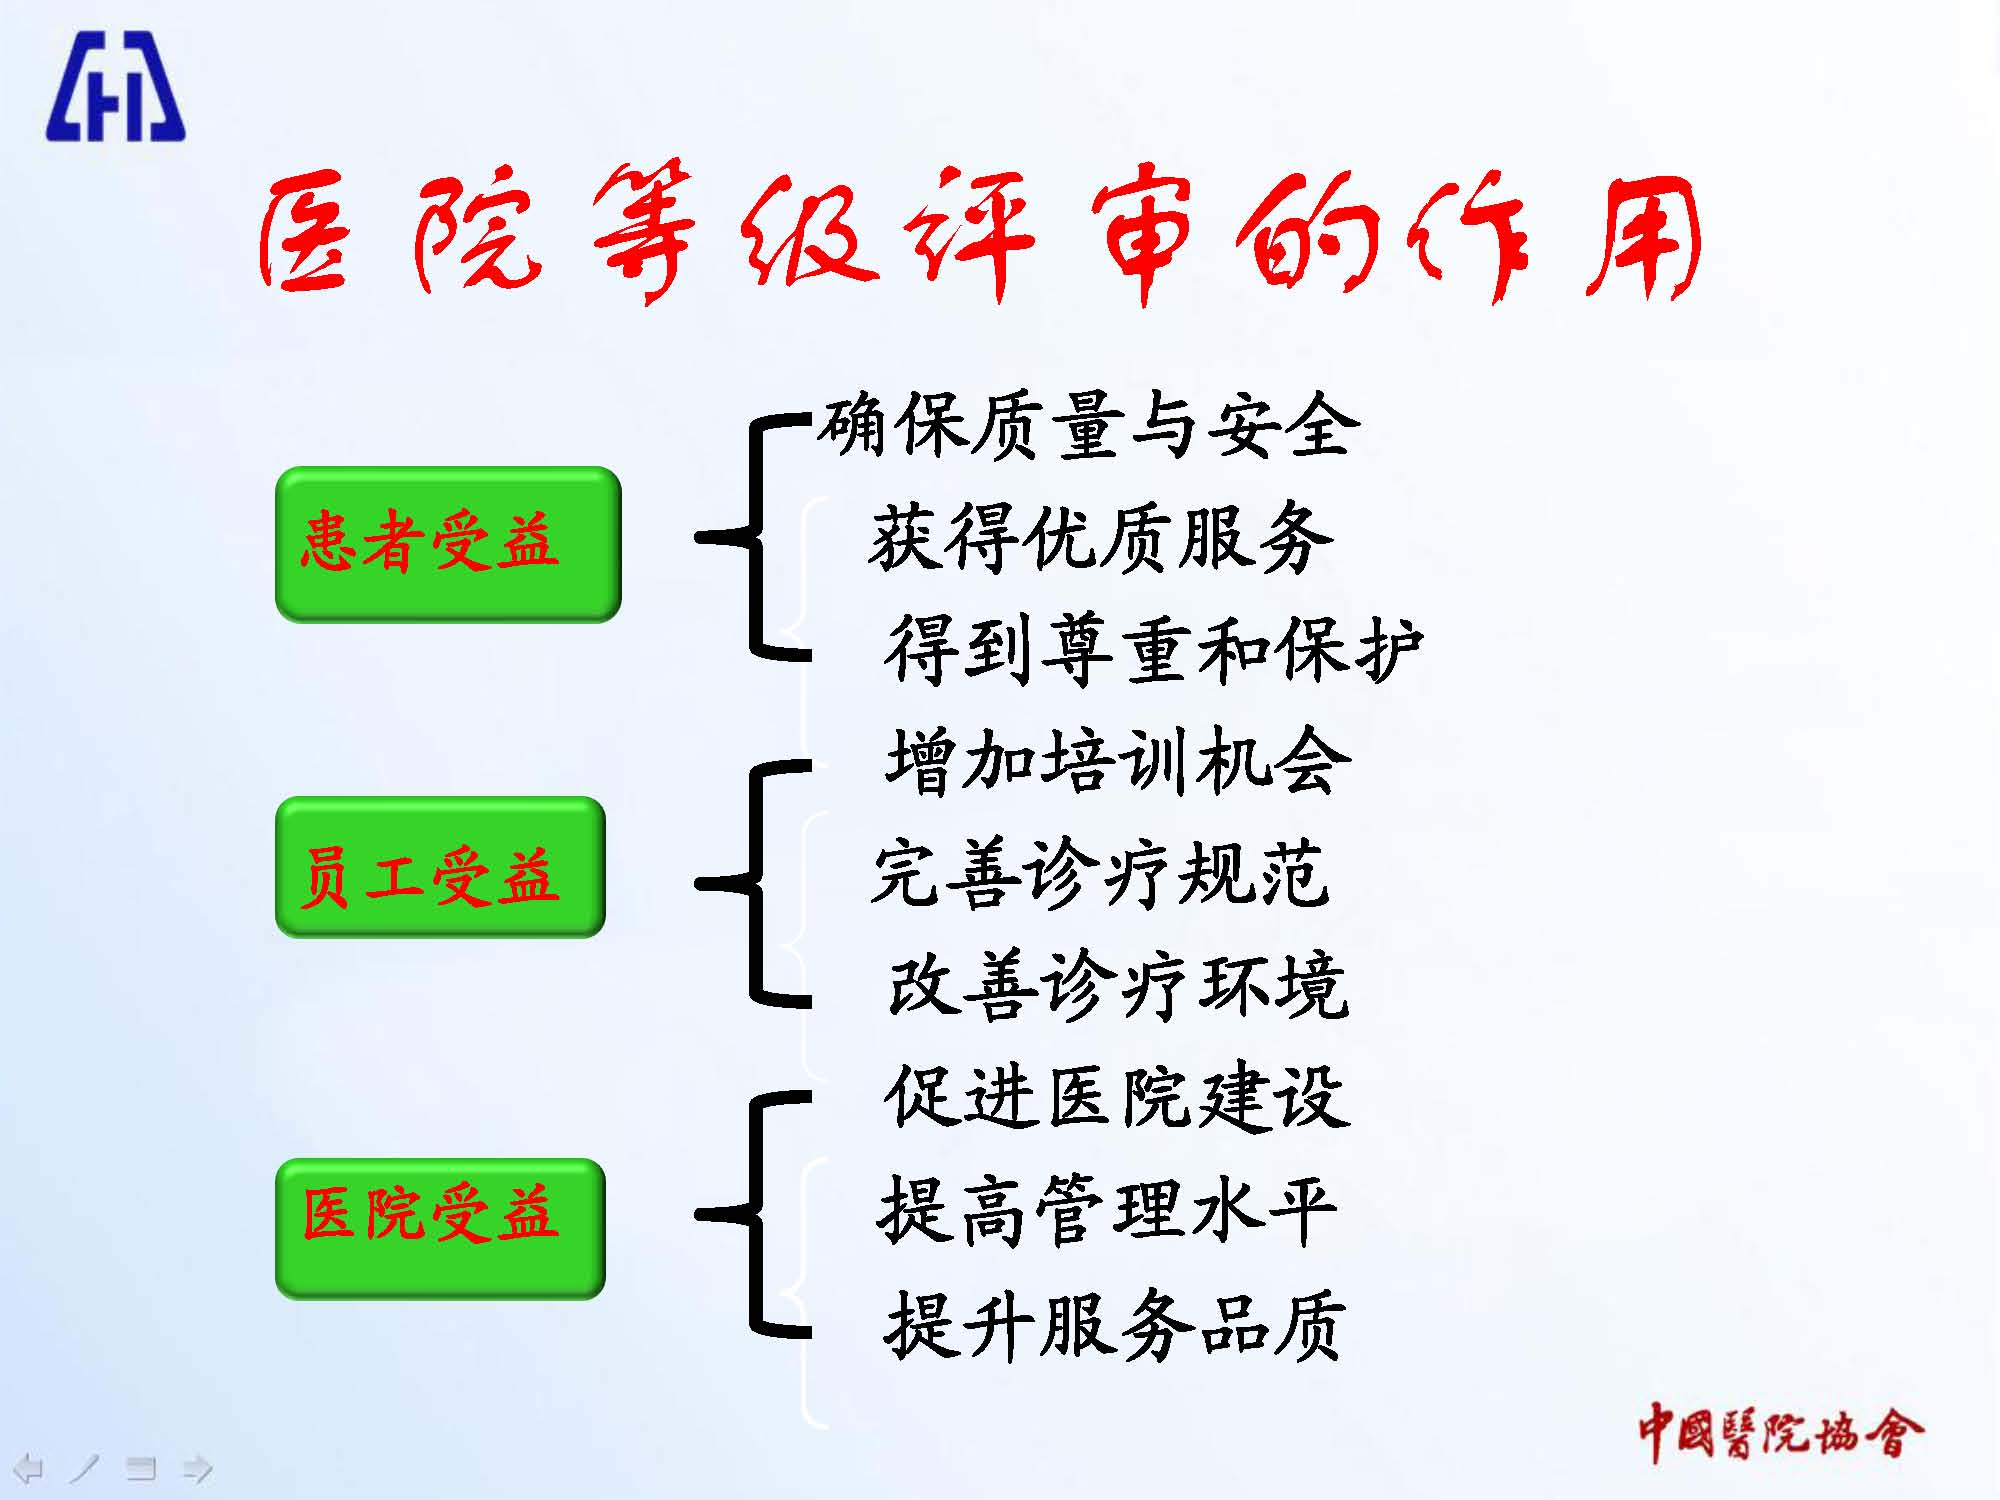 医院等级评审的作用
确保质量与安全
患者受益
获得优质服务
得到尊重和保护
增加培训机会
员工受益
完善诊疗规范
改善诊疗环境
促进医院建设
医院受益
提高管理水平
提升服务品质
中國醫院協會